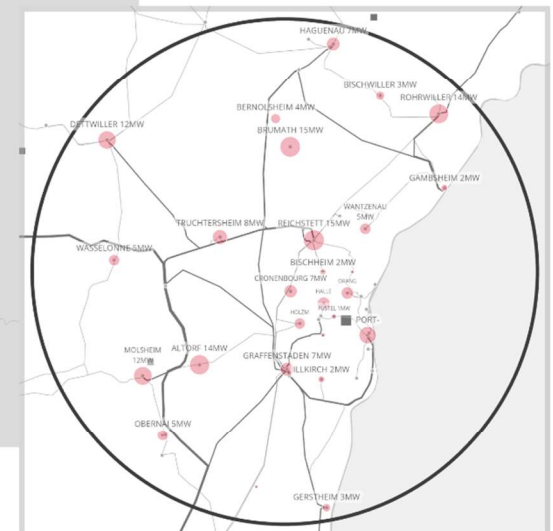 HAGUENAU 7MW
BISCHWILLER 3MW
ROHRWILLER 14MW
BERNOLSHEIM 4MW
DETTWILLER 12MW
BRUMATH 15MW
GAMBSHEIM 2MW
WANTZENAU
5MW
TRUCHTERSHEIM 8MW
REICHSTETT 15MW
WASSELONNE 5MW
BISCHHEIM 2MW
CRONENBOURG 7MW
HALLE
FUSTEL 1MW
PORT-
MOLSHEIM
12MW
ALTORF 14MW
GRAFFENSTADEN 7MW
ILLKIRCH 2MW
OBERNAI 5MW
GERSTHEIM 3MW